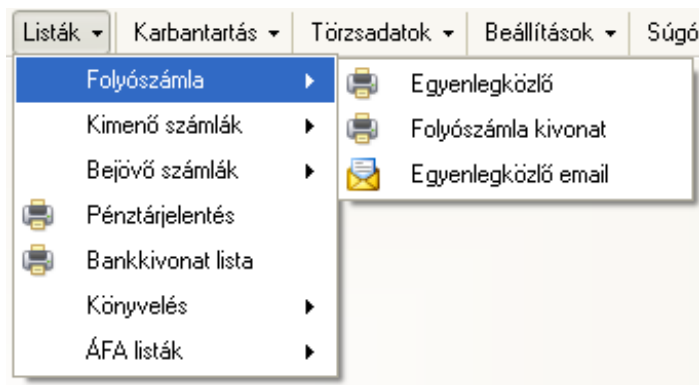 Listák Karbantartás Törzsadatok Beállítások Súgó
Folyószámla
Kimenő számlák
Bejövő számlák
Pénztárjelentés
Bankkivonat lista
Könyvelés
ÁFA listák
Egyenlegközlő
Folyószámla kivonat
Egyenlegközlő email